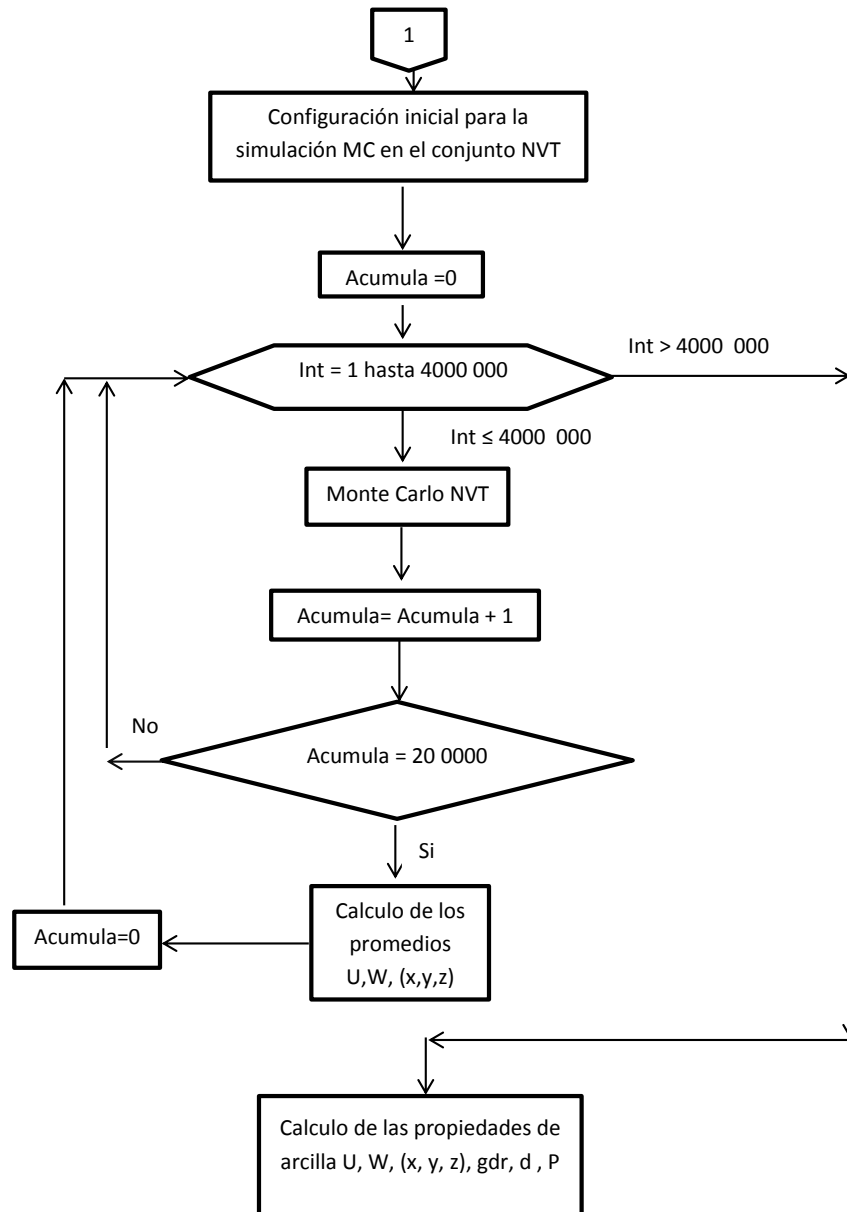 1
Configuración inicial para la
simulación MC en el conjunto NVT
Acumula =0
Int = 1 hasta 4000 000
Int > 4000  000
Int ≤ 4000  000
Monte Carlo NVT
Acumula= Acumula + 1
No
Acumula = 20 0000
Si
Acumula=0
Calculo de los
promedios
U,W, (x,y,z)
Calculo de las propiedades de
arcilla U, W, (x, y, z), gdr, d , P